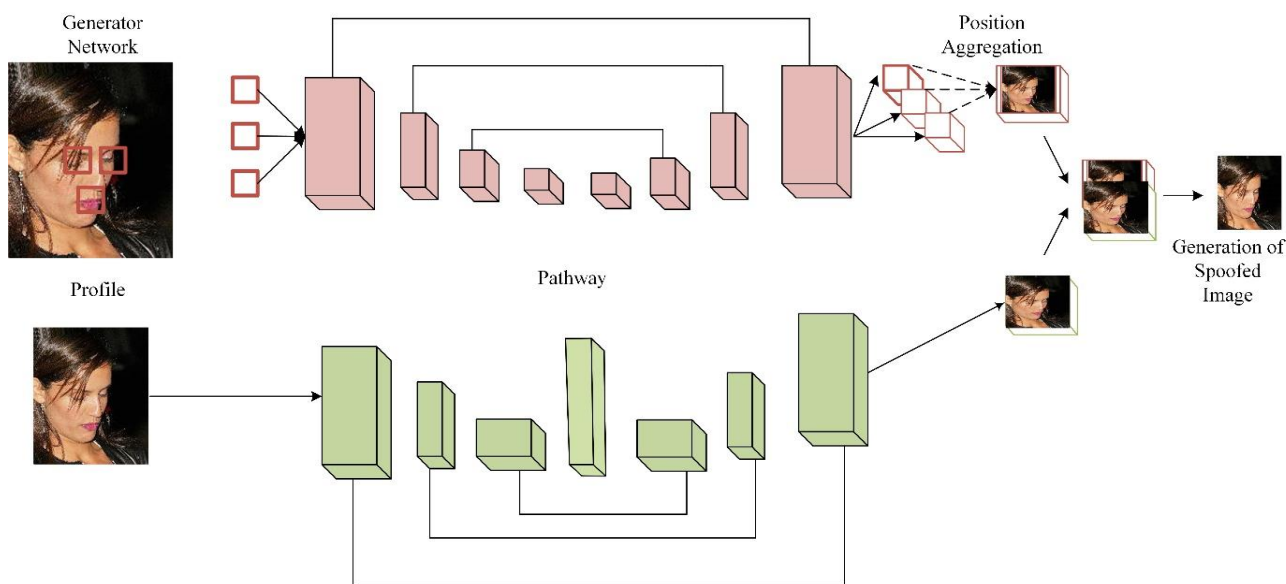 Generator
Network
Position
Aggregation
Profile
Pathway
Generation of
Spoofed
Image